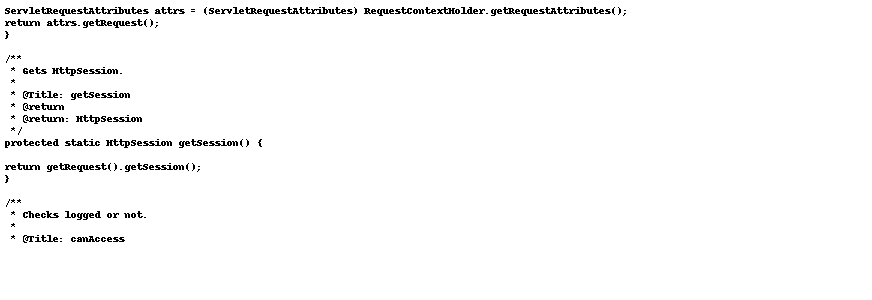 ServletRequestAttributes attrs = (ServletRequestAttributes) RequestContextHolder.getRequestAttributes();
return attrs.getRequest();
}
/**
* Gets HttpSession.
*
* @Title: getSession
* @return
* @return: HttpSession
*/
protected static HttpSession getSession() {
return getRequest().getSession();
}
/**
* Checks logged or not.
*
* @Title: canAccess